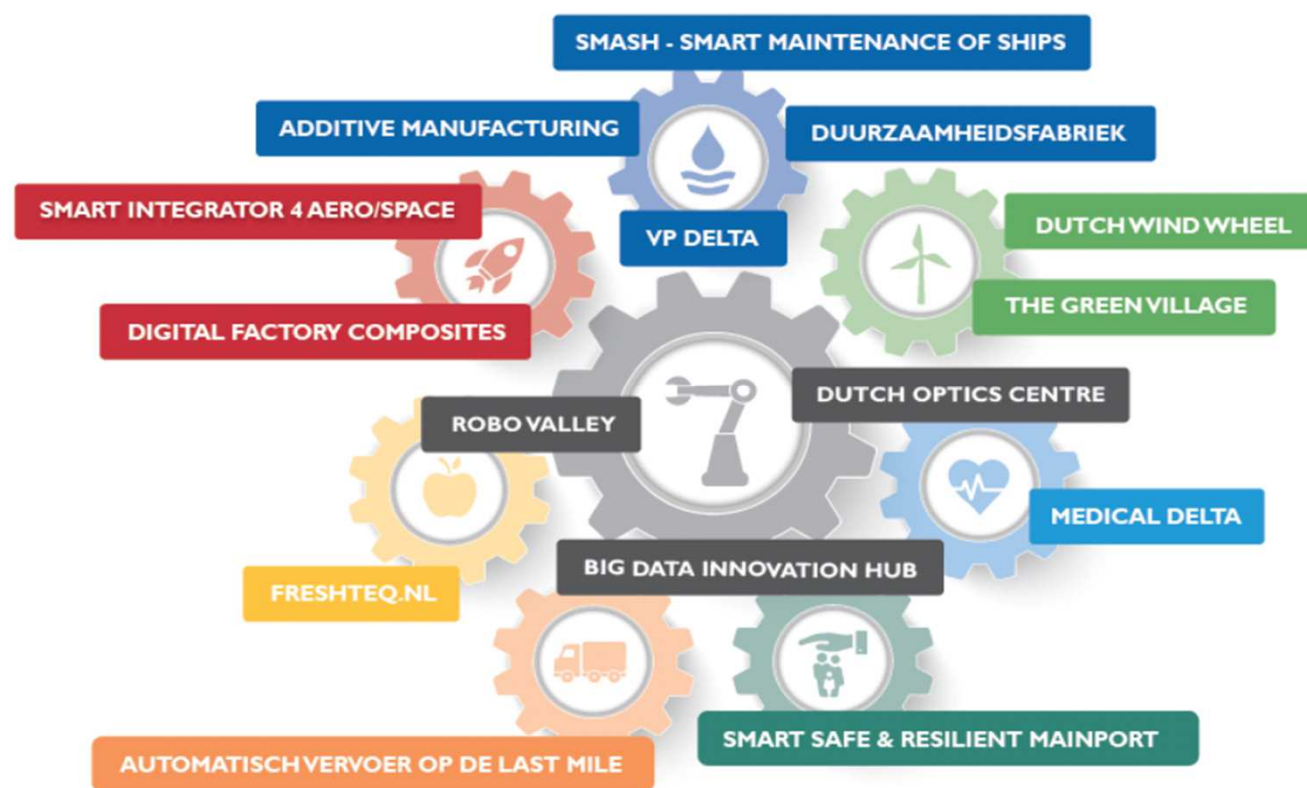 SMASH - SMART MAINTENANCE OF SHIPS
ADDITIVE MANUFACTURING
DUURZAAMHEIDSFABRIEK
SMART INTEGRATOR 4 AERO/SPACE
VP DELTA
DUTCH WIND WHEEL
DIGITAL FACTORY COMPOSITES
THE GREEN VILLAGE
DUTCH OPTICS CENTRE
ROBO VALLEY
MEDICAL DELTA
BIG DATA INNOVATION HUB
FRESHTEQ.NL
SMART SAFE & RESILIENT MAINPORT
AUTOMATISCH VERVOER OP DE LAST MILE